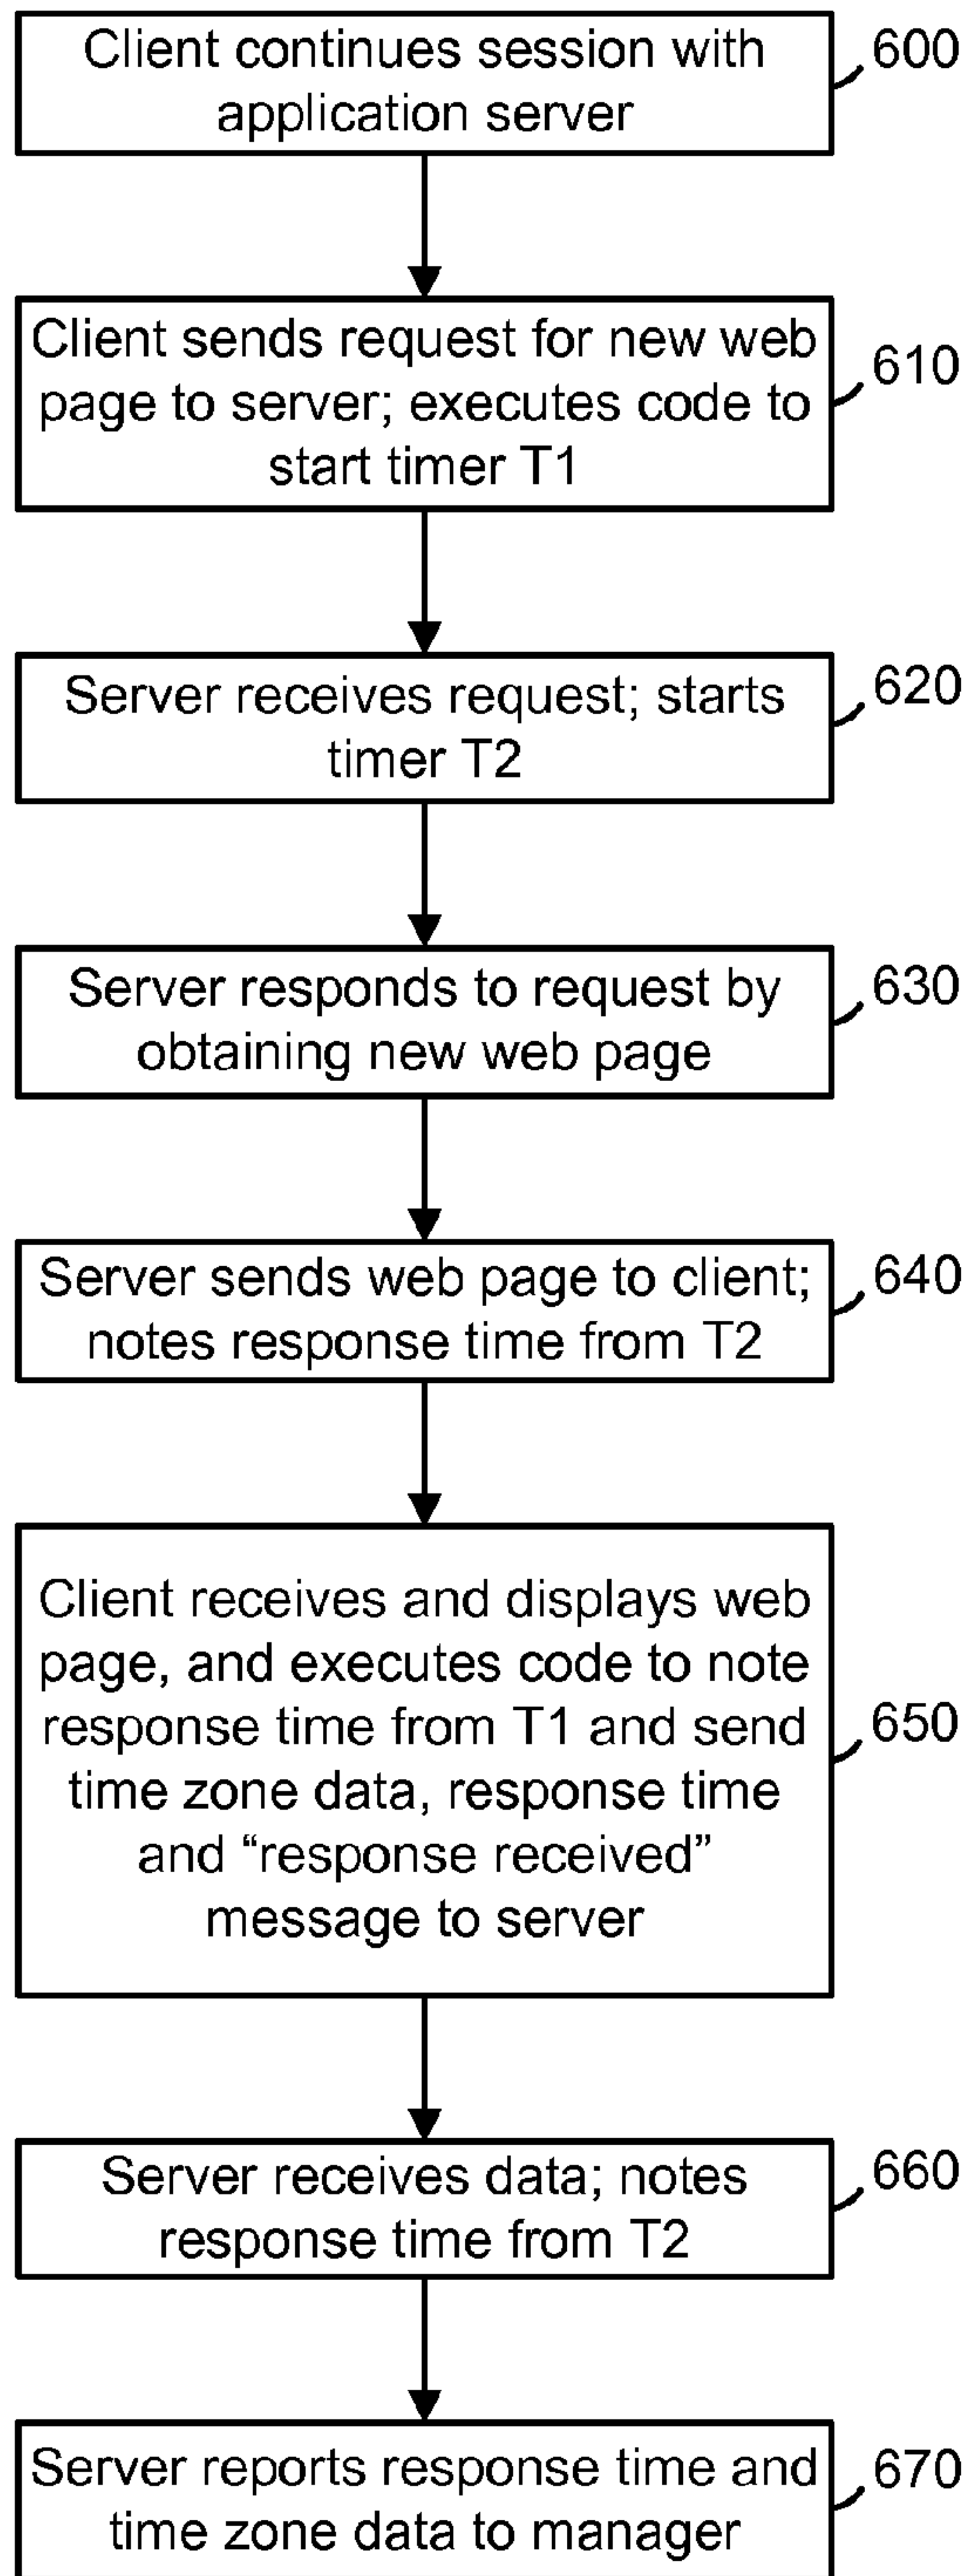 Client continues session with
application server
600
Client sends request for new web
page to server; executes code to
start timer T1
610
Server receives request; starts
timer T2
620
Server responds to request by
obtaining new web page
630
Server sends web page to client;
notes response time from T2
640
Client receives and displays web
page, and executes code to note
response time from T1 and send
time zone data, response time
and “response received”
message to server
650
Server receives data; notes
response time from T2
660
Server reports response time and
time zone data to manager
670